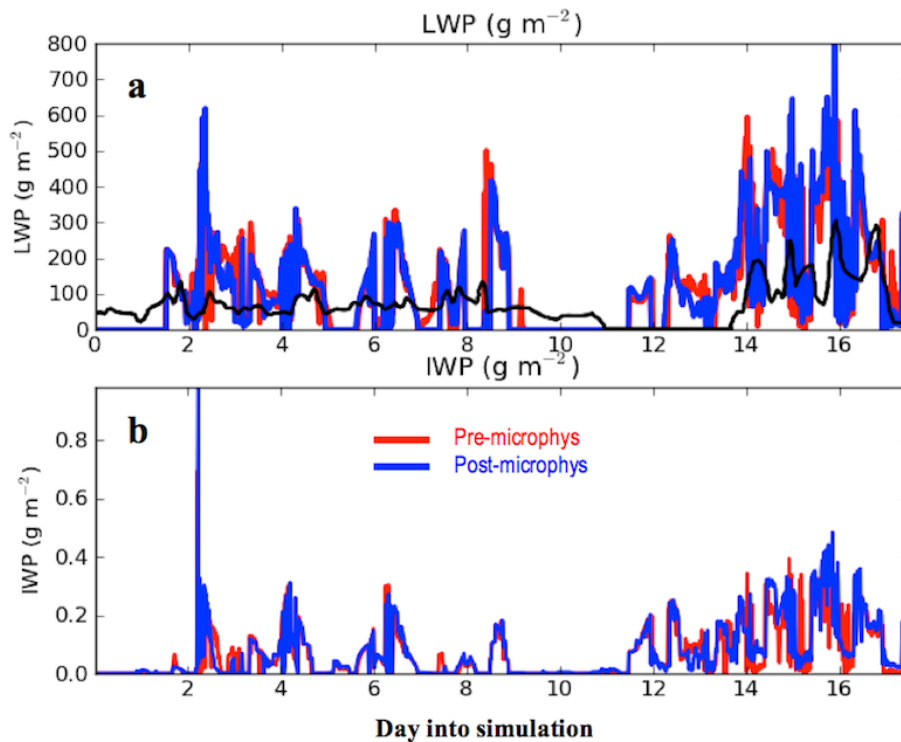 LWP (g m⁻²)
a
LWP (g m⁻²)
800
700
600
500
400
300
200
100
0
0 2 4 6 8 10 12 14 16
IWP (g m⁻²)
b
IWP (g m⁻²)
0.8
0.6
0.4
0.2
0.0
Pre-microphys
Post-microphys
2 4 6 8 10 12 14 16
Day into simulation